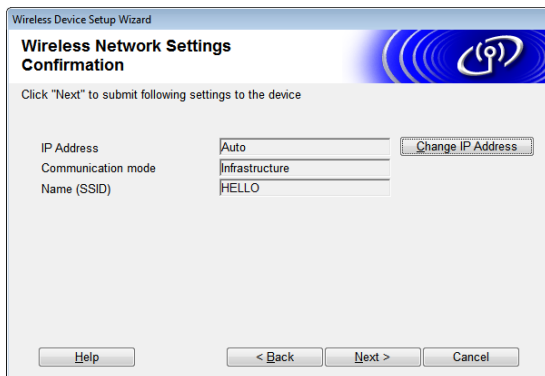 Wireless Device Setup Wizard
Wireless Network Settings
Confirmation
Click "Next" to submit following settings to the device
IP Address Auto Change IP Address
Communication mode Infrastructure
Name (SSID) HELLO
Help < Back Next > Cancel